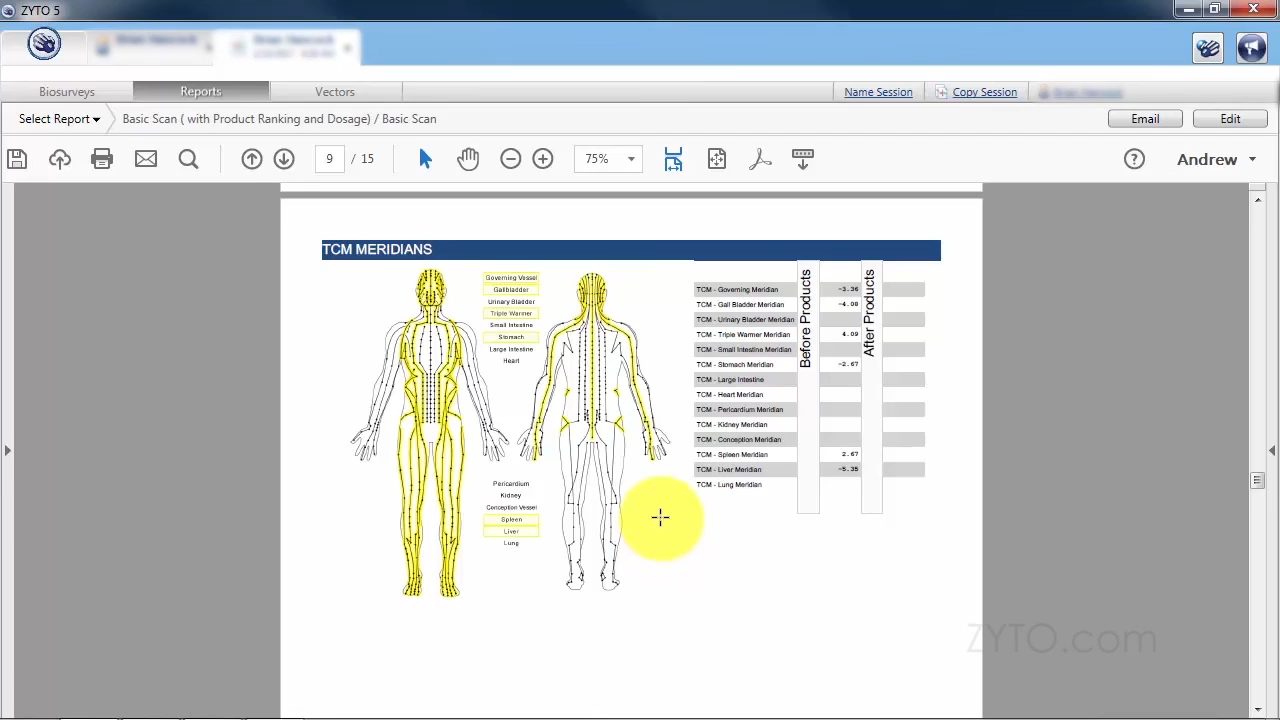 ZYTO 5
Biosurveys
Reports
Vectors
Name Session
Copy Session
Select Report
Basic Scan ( with Product Ranking and Dosage) / Basic Scan
Email
Edit
9 / 15
75%
Andrew
TCM MERIDIANS
Governing Vessel
Gallbladder
Urinary Bladder
Triple Warmer
Small Intestine
Stomach
Large Intestine
Heart
Pericardium
Kidney
Conception Vessel
Spleen
Liver
Lung
Before Products
After Products
TCM - Governing Meridian -3.36
TCM - Gall Bladder Meridian -4.08
TCM - Urinary Bladder Meridian
TCM - Triple Warmer Meridian 4.09
TCM - Small Intestine Meridian
TCM - Stomach Meridian -2.67
TCM - Large Intestine
TCM - Heart Meridian
TCM - Pericardium Meridian
TCM - Kidney Meridian
TCM - Conception Meridian
TCM - Spleen Meridian 2.67
TCM - Liver Meridian -5.35
TCM - Lung Meridian
ZYTO.com